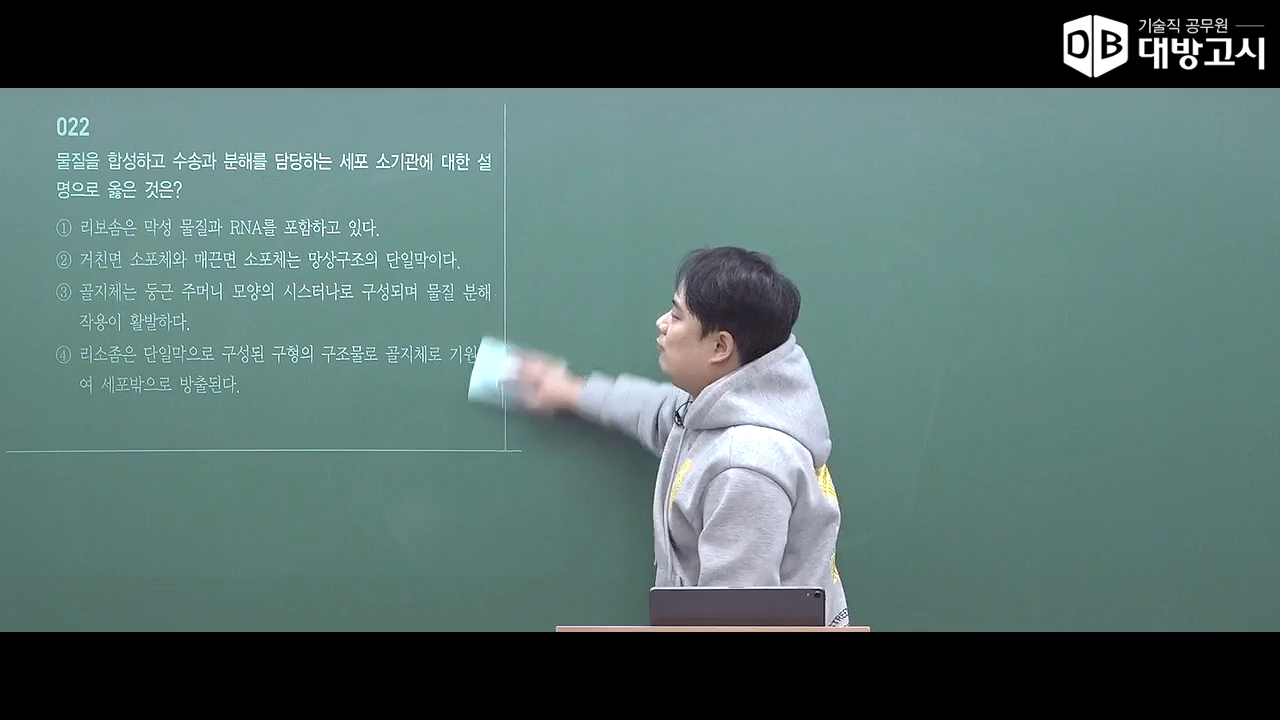 기술직 공무원
DB 대방고시
022
물질을 합성하고 수송과 분해를 담당하는 세포 소기관에 대한 설
명으로 옳은 것은?
① 리보솜은 막성 물질과 RNA를 포함하고 있다.
② 거친면 소포체와 매끈면 소포체는 망상구조의 단일막이다.
③ 골지체는 둥근 주머니 모양의 시스터나로 구성되며 물질 분해
작용이 활발하다.
④ 리소좀은 단일막으로 구성된 구형의 구조물로 골지체로 기원
여 세포밖으로 방출된다.